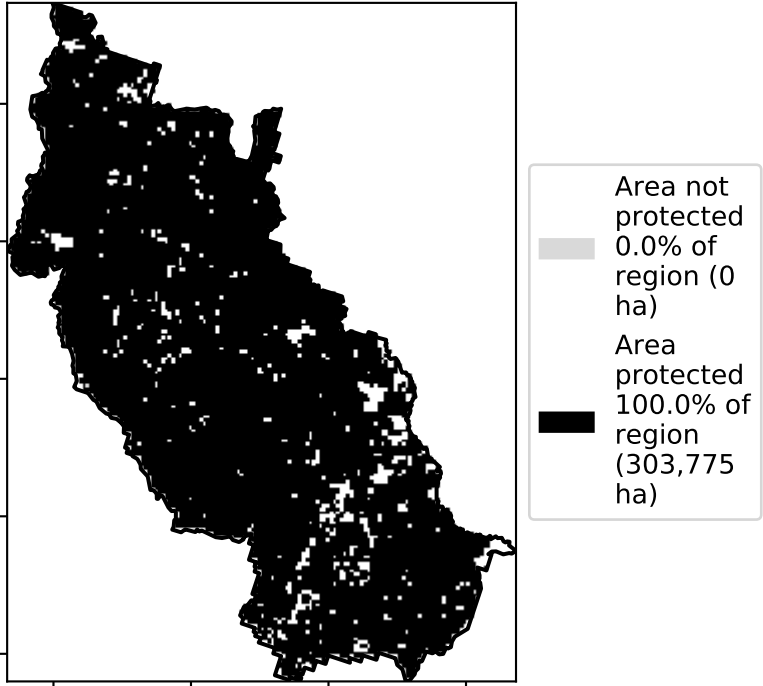 Area not
protected
0.0% of
region (0
ha)
Area
protected
100.0% of
region
(303,775
ha)